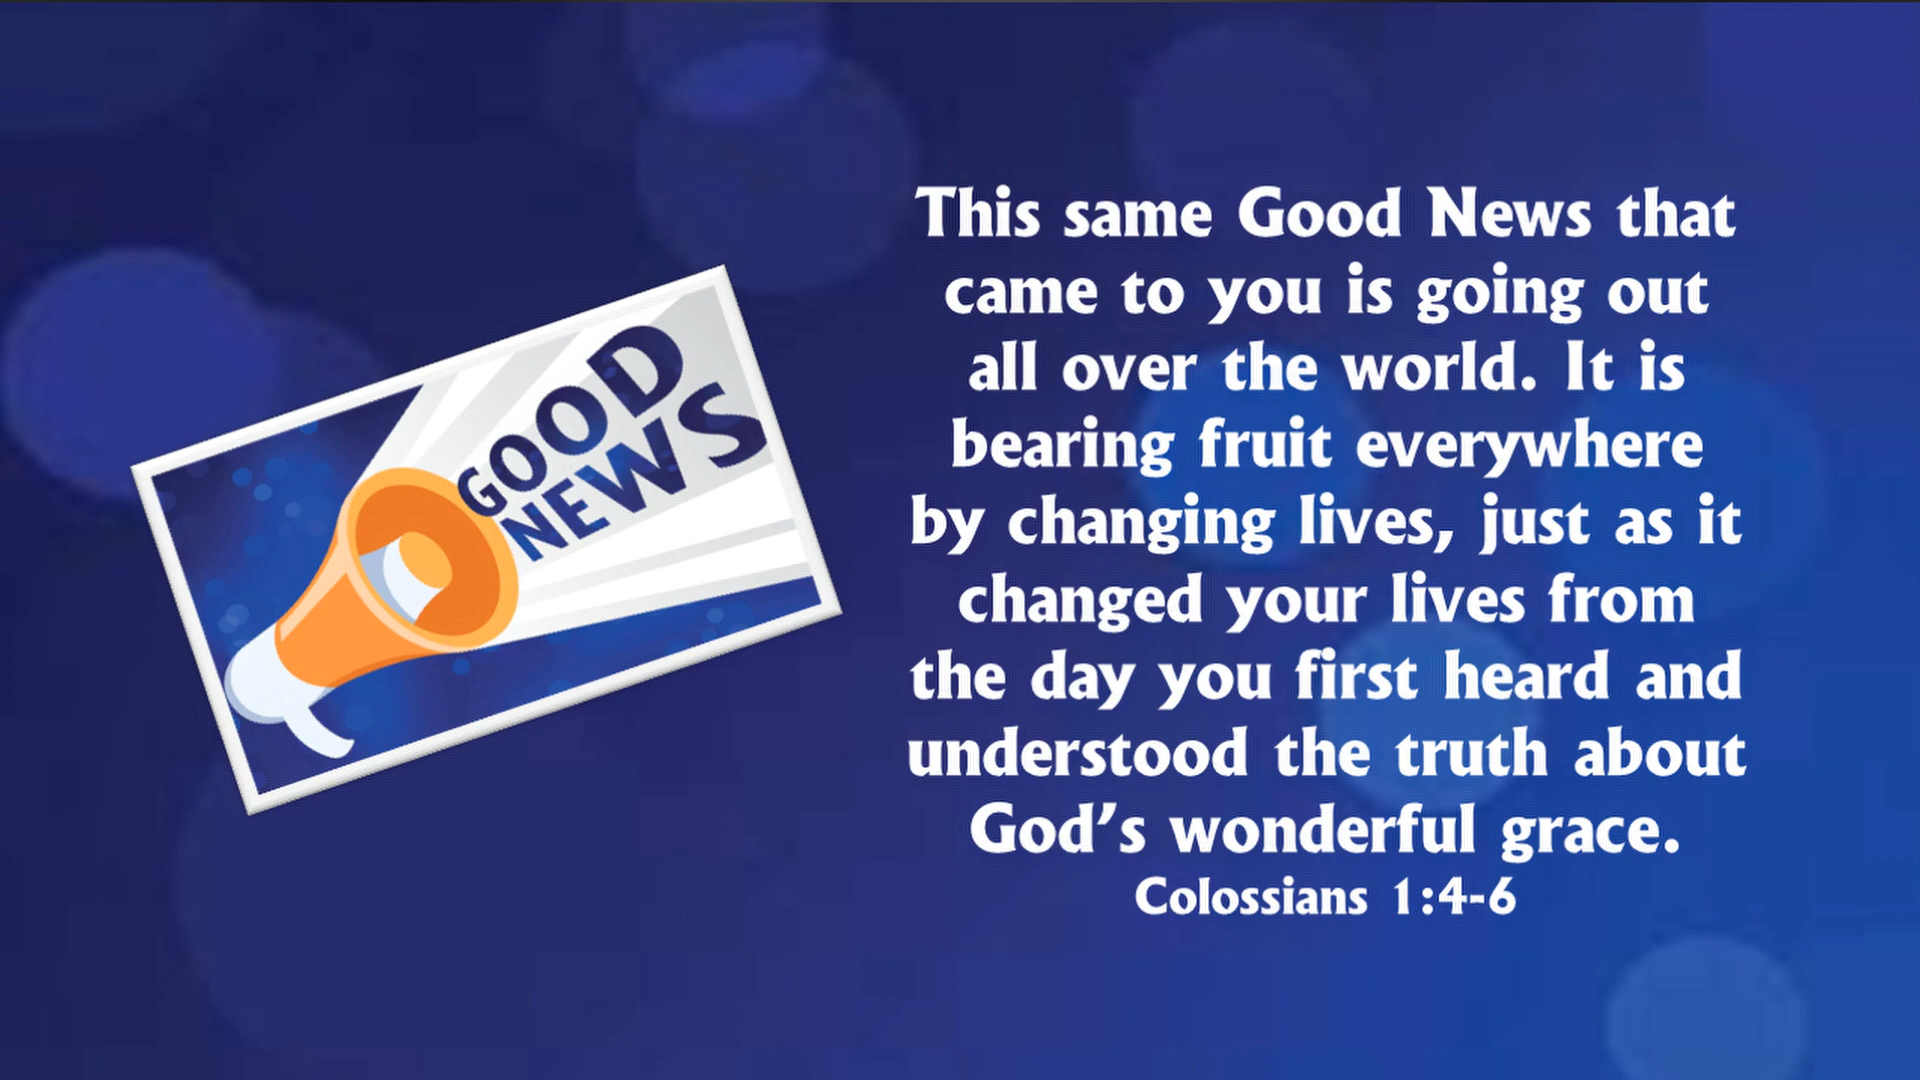 GOOD
NEWS
This same Good News that
came to you is going out
all over the world. It is
bearing fruit everywhere
by changing lives, just as it
changed your lives from
the day you first heard and
understood the truth about
God’s wonderful grace.
Colossians 1:4-6